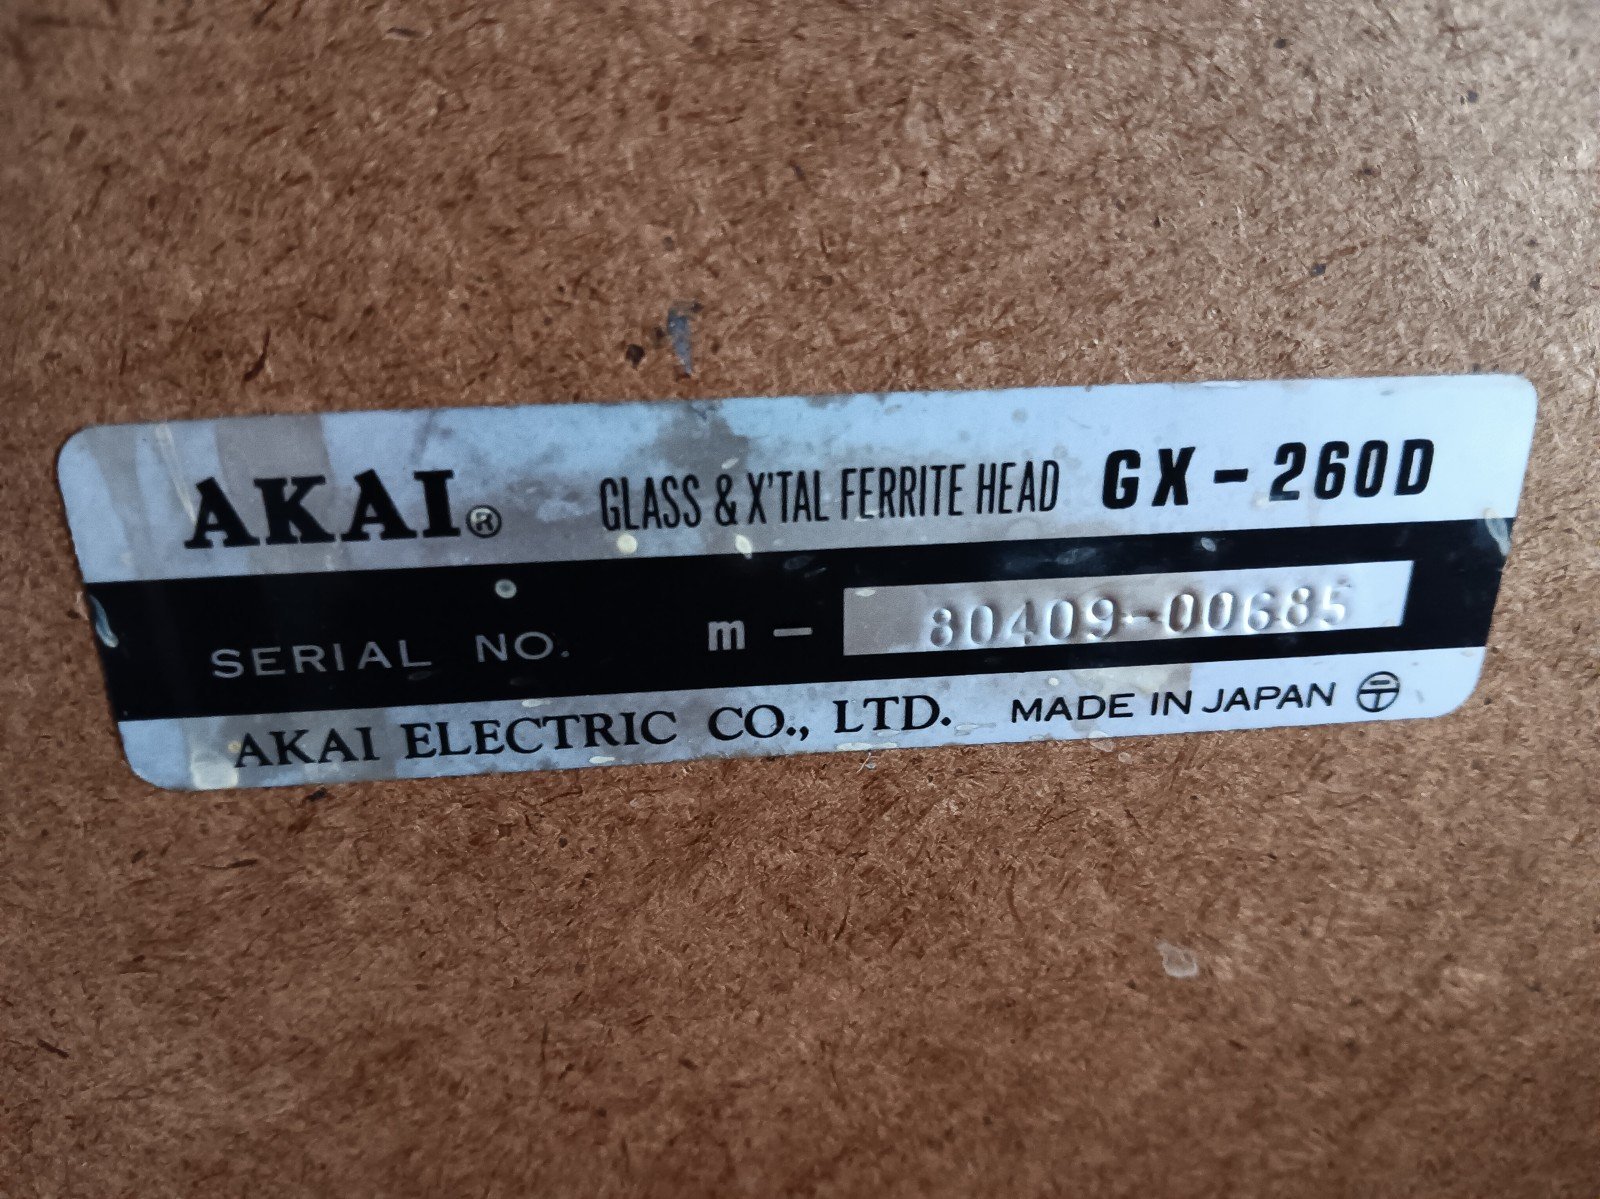 AKAI® GLASS & X'TAL FERRITE HEAD GX-260D
SERIAL NO. m- 80409-00685
AKAI ELECTRIC CO., LTD. MADE IN JAPAN